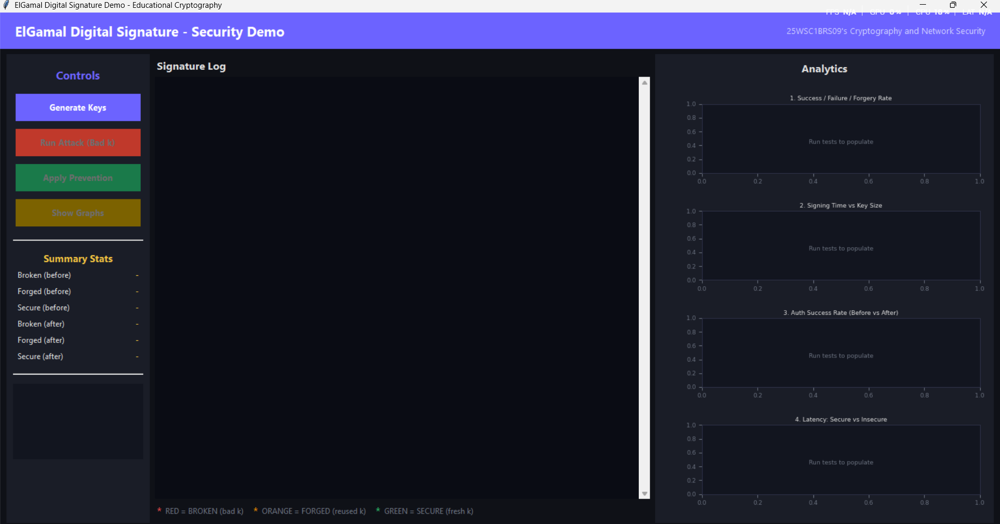 ElGamal Digital Signature Demo - Educational Cryptography
FPS N/A | GPU 6% | CPU 18% | LAT N/A
ElGamal Digital Signature - Security Demo
25WSC1BRS09's Cryptography and Network Security
Controls
Generate Keys
Run Attack (Bad k)
Apply Prevention
Show Graphs
Summary Stats
Broken (before) -
Forged (before) -
Secure (before) -
Broken (after) -
Forged (after) -
Secure (after) -
Signature Log
* RED = BROKEN (bad k) * ORANGE = FORGED (reused k) * GREEN = SECURE (fresh k)
Analytics
1. Success / Failure / Forgery Rate
1.0
0.8
0.6
0.4
0.2
0.0
Run tests to populate
0.0 0.2 0.4 0.6 0.8 1.0
2. Signing Time vs Key Size
1.0
0.8
0.6
0.4
0.2
0.0
Run tests to populate
0.0 0.2 0.4 0.6 0.8 1.0
3. Auth Success Rate (Before vs After)
1.0
0.8
0.6
0.4
0.2
0.0
Run tests to populate
0.0 0.2 0.4 0.6 0.8 1.0
4. Latency: Secure vs Insecure
1.0
0.8
0.6
0.4
0.2
0.0
Run tests to populate
0.0 0.2 0.4 0.6 0.8 1.0